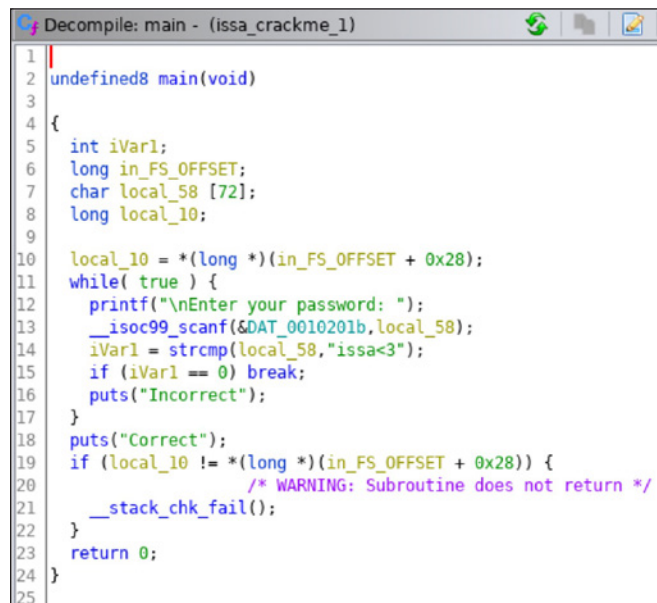 Decompile: main - (issa_crackme_1)
1
2 undefined8 main(void)
3
4 {
5 int iVar1;
6 long in_FS_OFFSET;
7 char local_58 [72];
8 long local_10;
9
10 local_10 = *(long *)(in_FS_OFFSET + 0x28);
11 while( true ) {
12 printf("\nEnter your password: ");
13 __isoc99_scanf(&DAT_0010201b,local_58);
14 iVar1 = strcmp(local_58,"issa<3");
15 if (iVar1 == 0) break;
16 puts("Incorrect");
17 }
18 puts("Correct");
19 if (local_10 != *(long *)(in_FS_OFFSET + 0x28)) {
20 /* WARNING: Subroutine does not return */
21 __stack_chk_fail();
22 }
23 return 0;
24 }
25